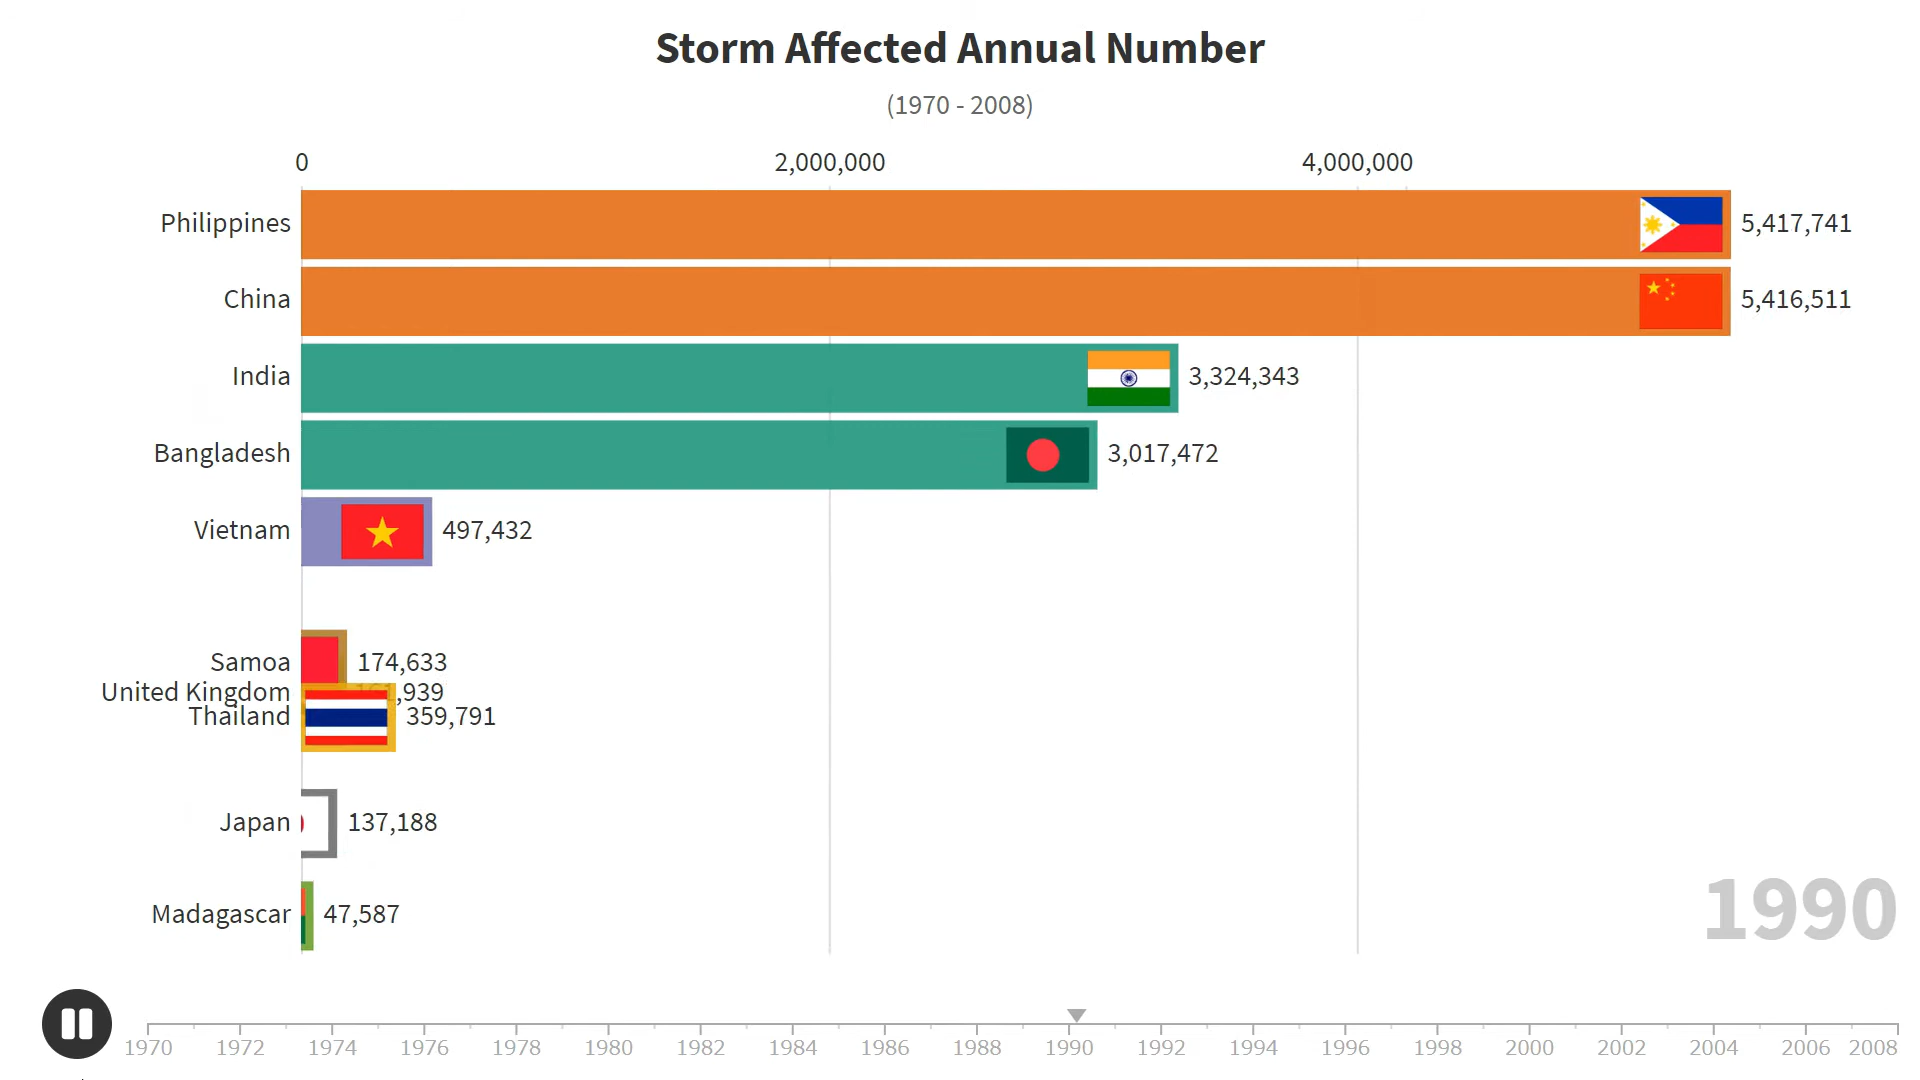 Storm Affected Annual Number
(1970 - 2008)
0 2,000,000 4,000,000
Philippines 5,417,741
China 5,416,511
India 3,324,343
Bangladesh 3,017,472
Vietnam 497,432
Samoa 174,633
United Kingdom
Thailand 359,791
Japan 137,188
Madagascar 47,587
1990
1970 1972 1974 1976 1978 1980 1982 1984 1986 1988 1990 1992 1994 1996 1998 2000 2002 2004 2006 2008